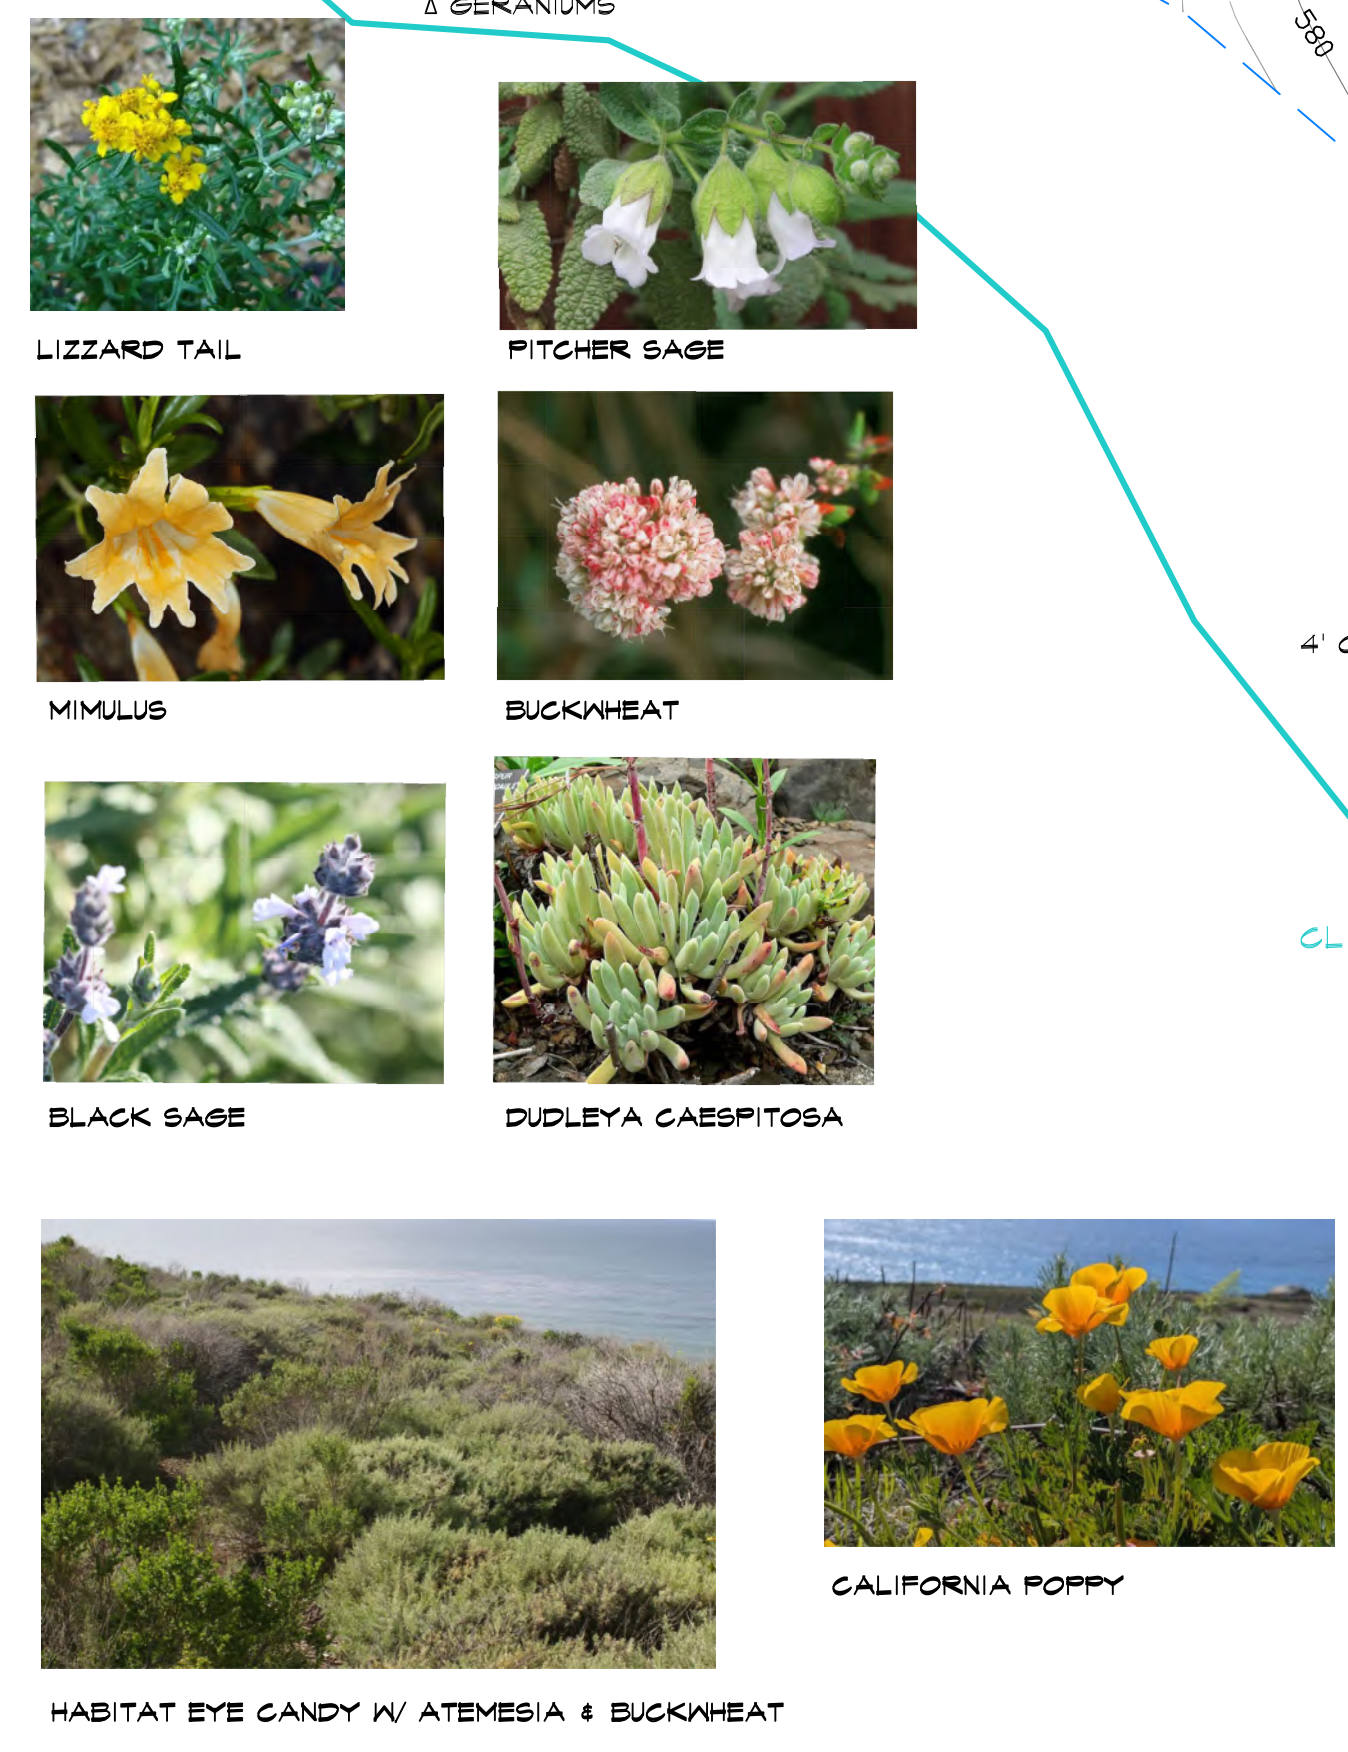 Δ GERANIUMS
580
LIZZARD TAIL
PITCHER SAGE
MIMULUS
BUCKWHEAT
4'
BLACK SAGE
DUDLEYA CAESPITOSA
CL
CALIFORNIA POPPY
HABITAT EYE CANDY W/ ATEMESIA & BUCKWHEAT